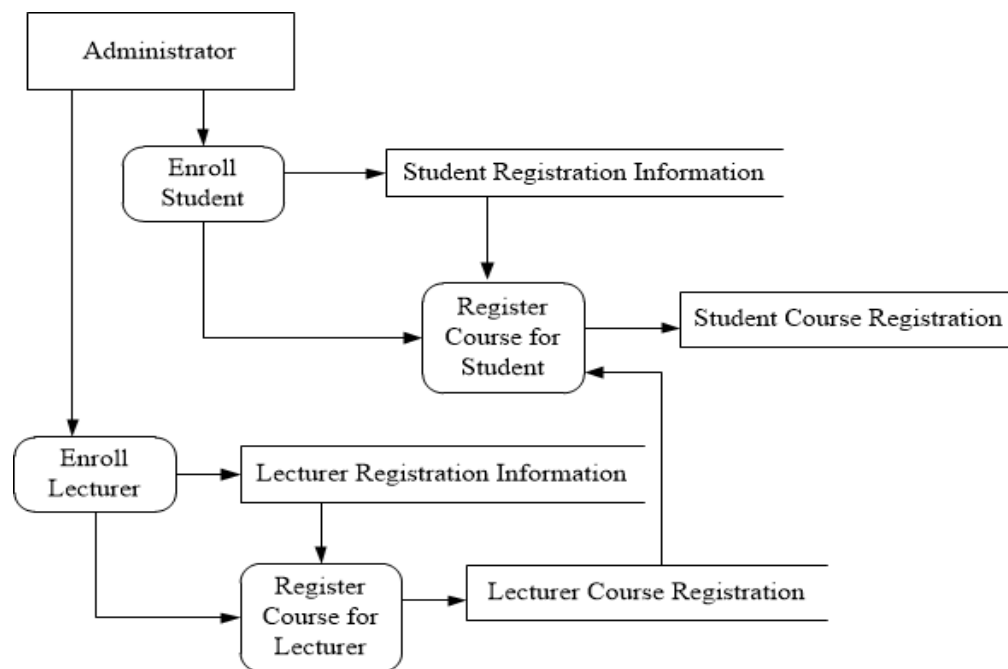 Administrator
Enroll
Student
Student Registration Information
Register
Course for
Student
Student Course Registration
Enroll
Lecturer
Lecturer Registration Information
Register
Course for
Lecturer
Lecturer Course Registration